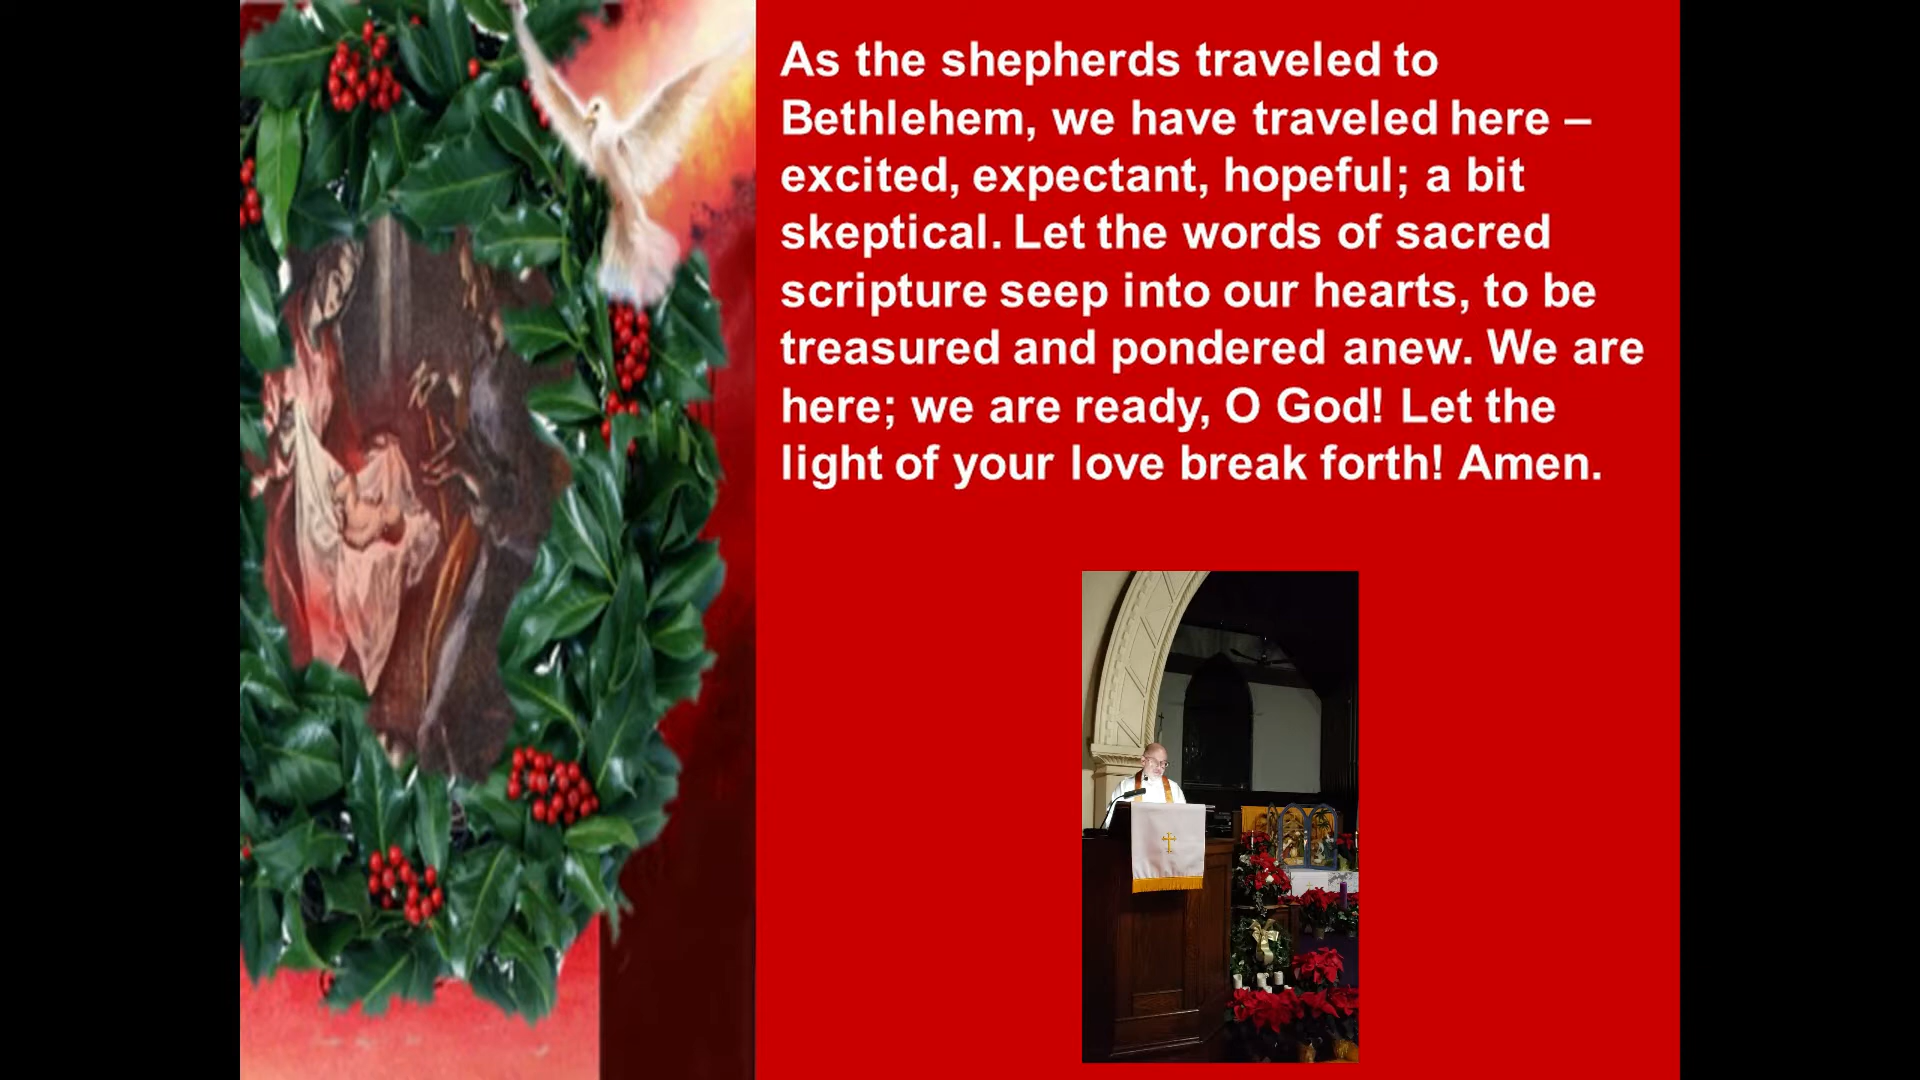 As the shepherds traveled to
Bethlehem, we have traveled here –
excited, expectant, hopeful; a bit
skeptical. Let the words of sacred
scripture seep into our hearts, to be
treasured and pondered anew. We are
here; we are ready, O God! Let the
light of your love break forth! Amen.